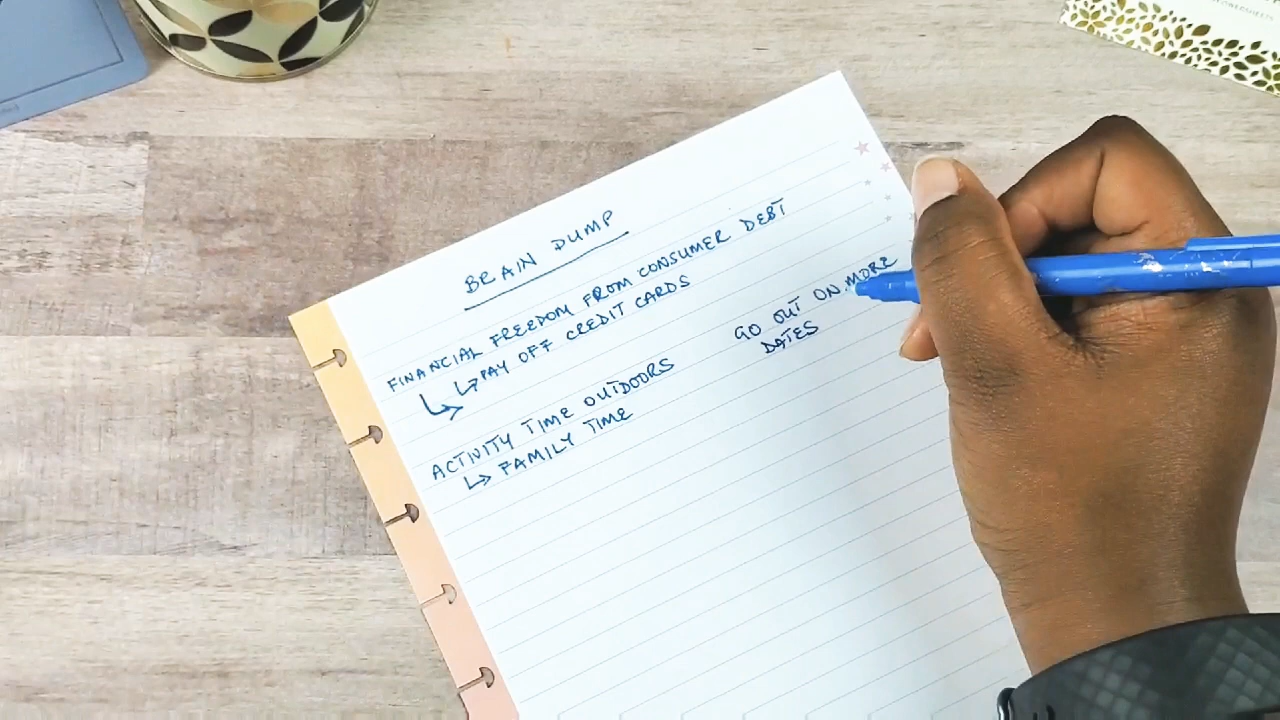 BRAIN DUMP
FINANCIAL FREEDOM FROM CONSUMER DEBT
↳ PAY OFF CREDIT CARDS
↳
ACTIVITY TIME OUTDOORS
↳ FAMILY TIME
GO OUT ON MORE
DATES
POWERSHEETS